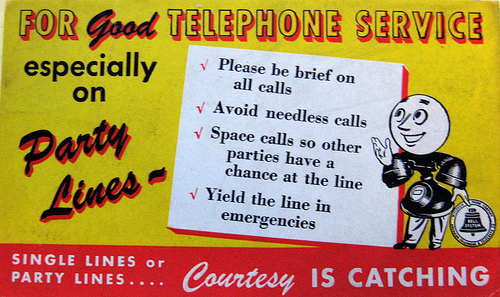 FOR Good TELEPHONE SERVICE
especially
on
Party
Lines~
√ Please be brief on
all calls
√ Avoid needless calls
√ Space calls so other
parties have a
chance at the line
√ Yield the line in
emergencies
BELL
SYSTEM
SINGLE LINES or
PARTY LINES....
Courtesy IS CATCHING